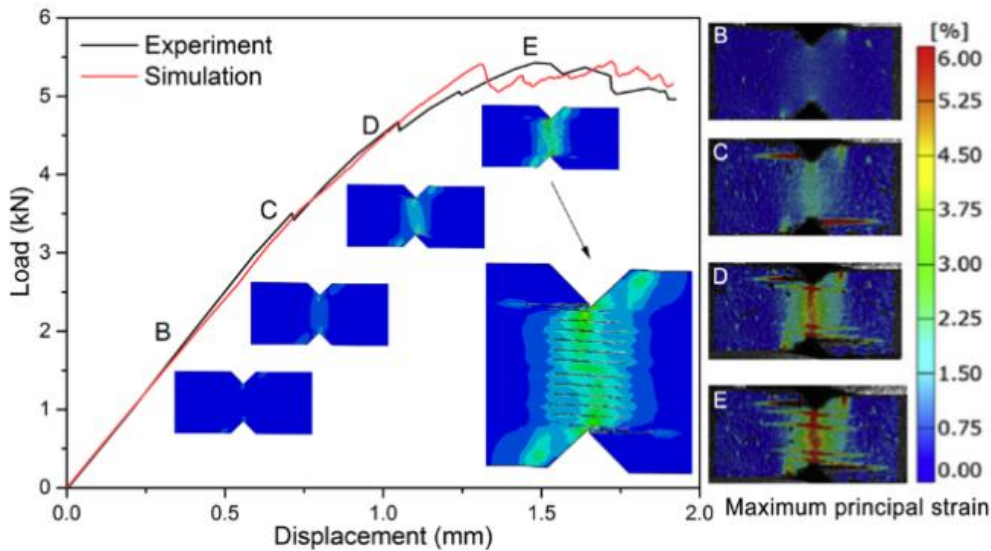 6
5
4
3
2
1
0
Load (kN)
Experiment
Simulation
B
C
D
E
0.0
0.5
1.0
1.5
2.0
Displacement (mm)
B
C
D
E
[%]
6.00
5.25
4.50
3.75
3.00
2.25
1.50
0.75
0.00
Maximum principal strain